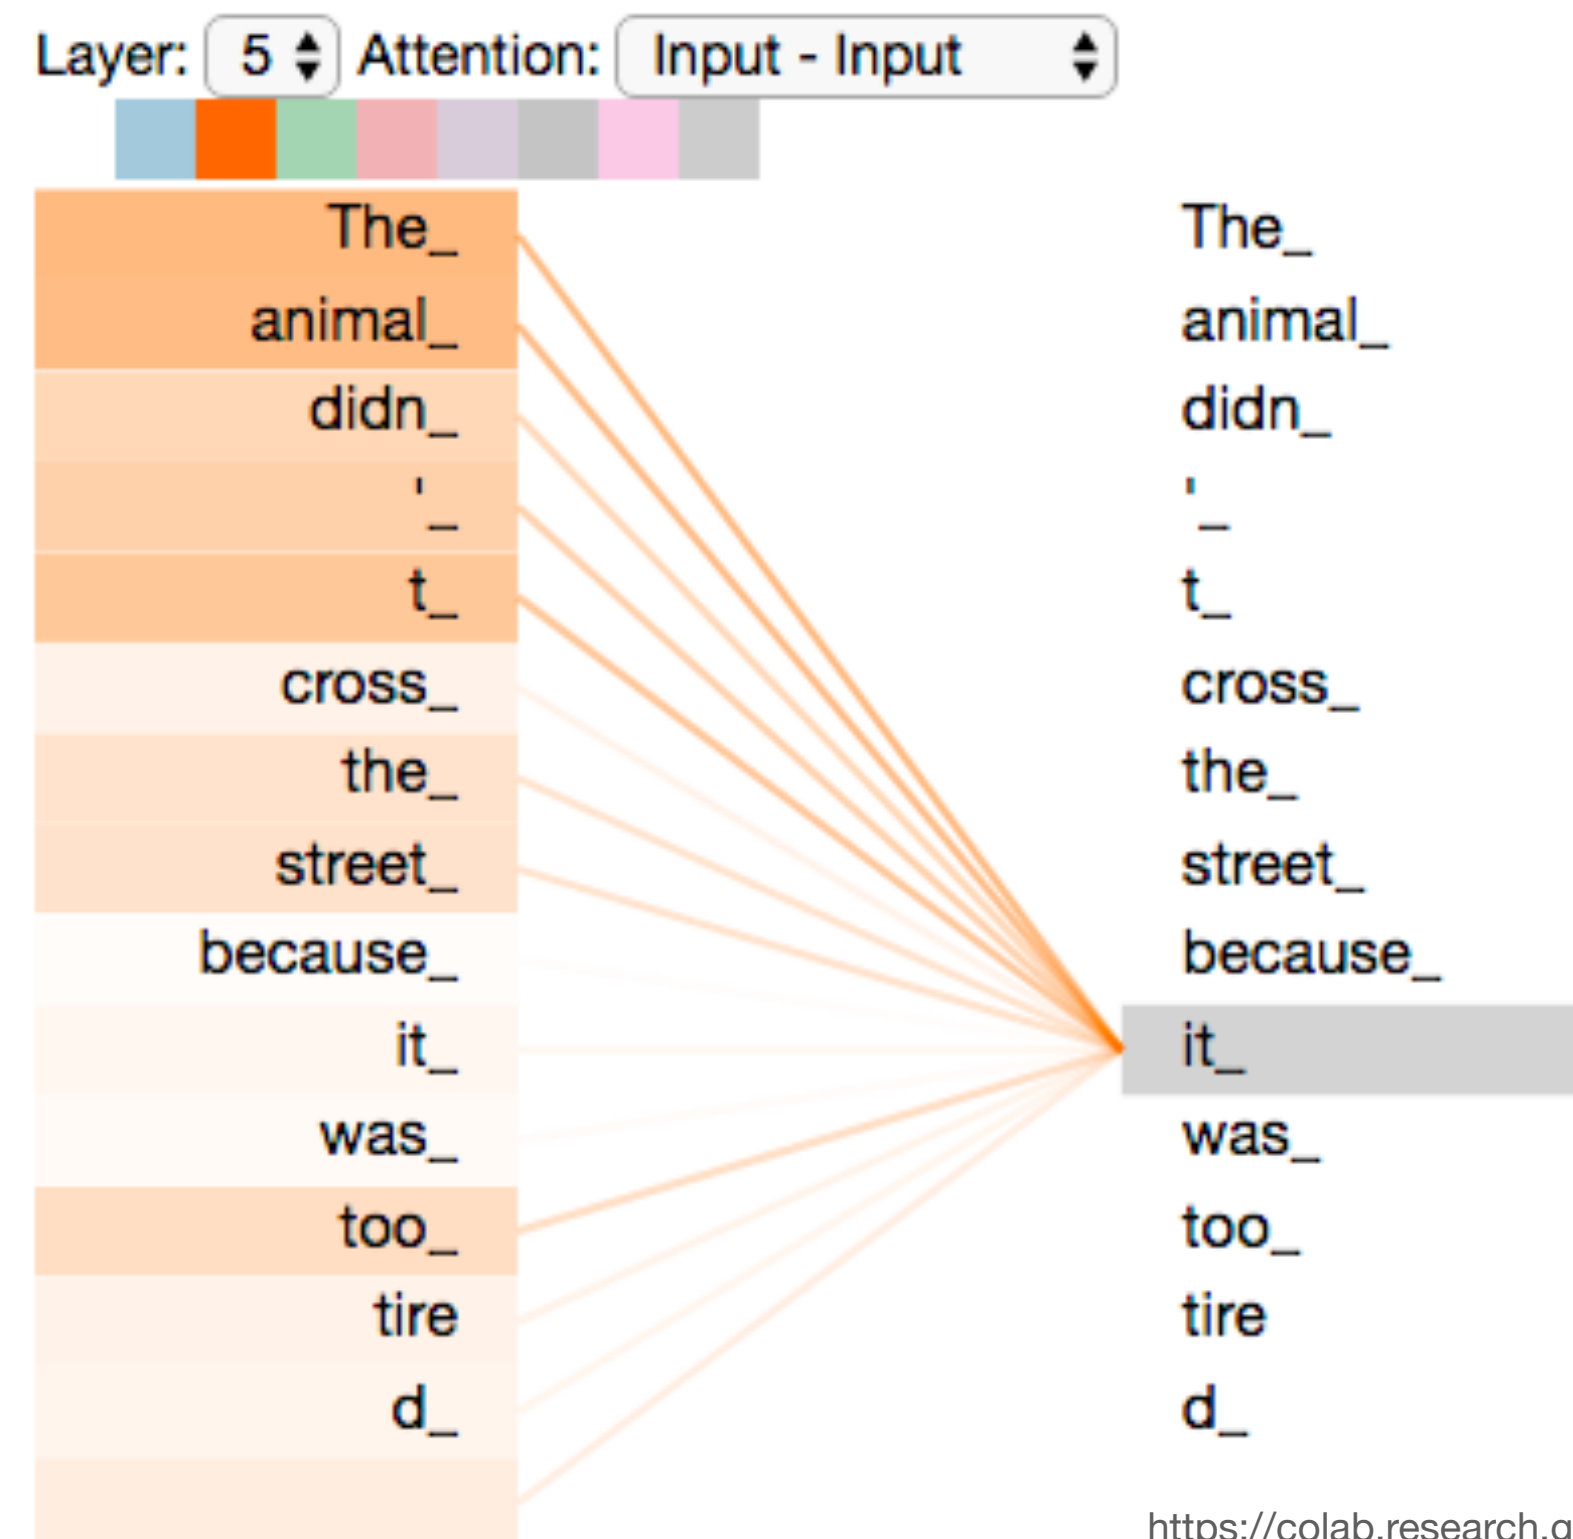 Layer: 5 Attention: Input - Input
The_ The_
animal_ animal_
didn_ didn_
'_ '_
t_ t_
cross_ cross_
the_ the_
street_ street_
because_ because_
it_ it_
was_ was_
too_ too_
tire tire
d_ d_
https://colab.research.g